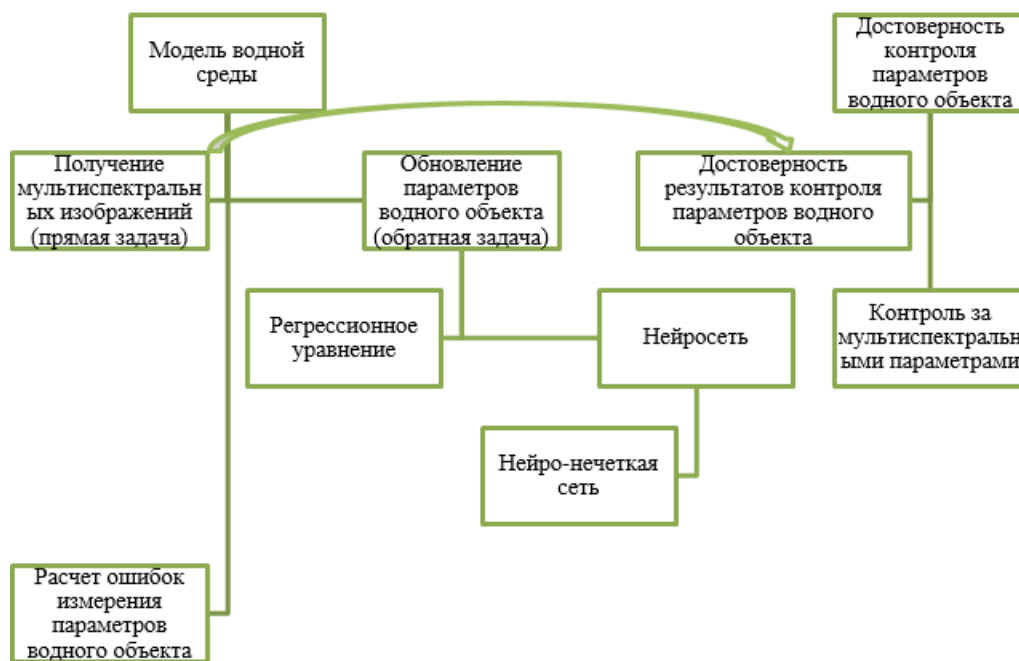 Модель водной
среды
Достоверность
контроля
параметров
водного объекта
Получение
мультиспектральн
ых изображений
(прямая задача)
Обновление
параметров
водного объекта
(обратная задача)
Достоверность
результатов контроля
параметров водного
объекта
Регрессионное
уравнение
Нейросеть
Контроль за
мультиспектральн
ыми параметрами
Нейро-нечеткая
сеть
Расчет ошибок
измерения
параметров
водного объекта